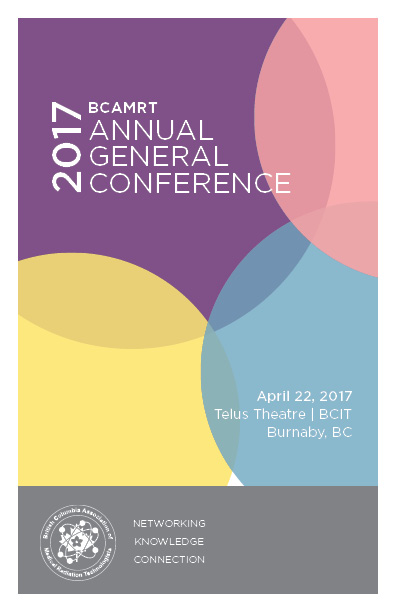 2017
BCAMRT
ANNUAL
GENERAL
CONFERENCE
April 22, 2017
Telus Theatre | BCIT
Burnaby, BC
British Columbia Association of
Medical Radiation Technologists
NETWORKING
KNOWLEDGE
CONNECTION